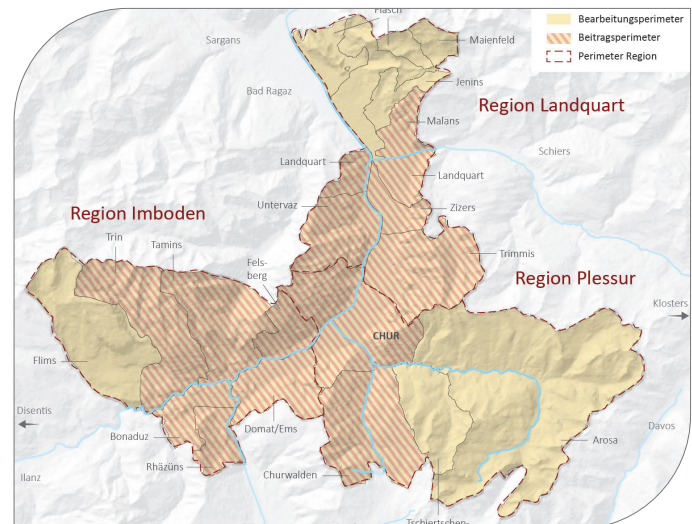 Fläsch
Bearbeitungsperimeter
Beitragsperimeter
Perimeter Region
Sargans
Maienfeld
Bad Ragaz
Jenins
Region Landquart
Malans
Landquart
Schiers
Landquart
Untervaz
Zizers
Region Imboden
Trin
Tamins
Trimmis
Fels-
berg
Region Plessur
Klosters
CHUR
Flims
Disentis
Domat/Ems
Bonaduz
Davos
Arosa
Rhäzüns
Churwalden
Ilanz
Tschiertschen-